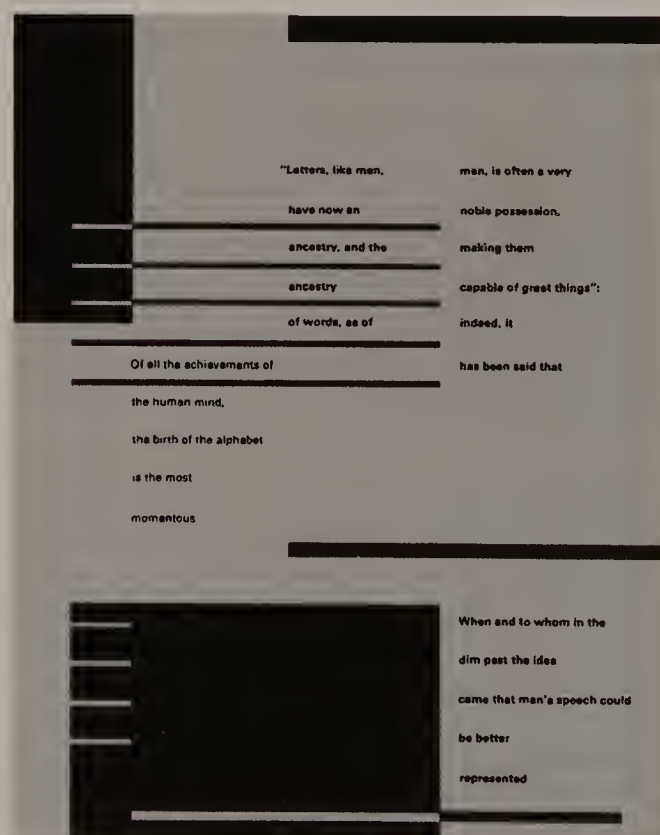 "Letters, like men,
have now an
ancestry, and the
ancestry
of words, as of
men, is often a very
noble possession,
making them
capable of great things":
indeed, it
has been said that
Of all the achievements of
the human mind,
the birth of the alphabet
is the most
momentous
When and to whom in the
dim past the idea
came that man's speech could
be better
represented